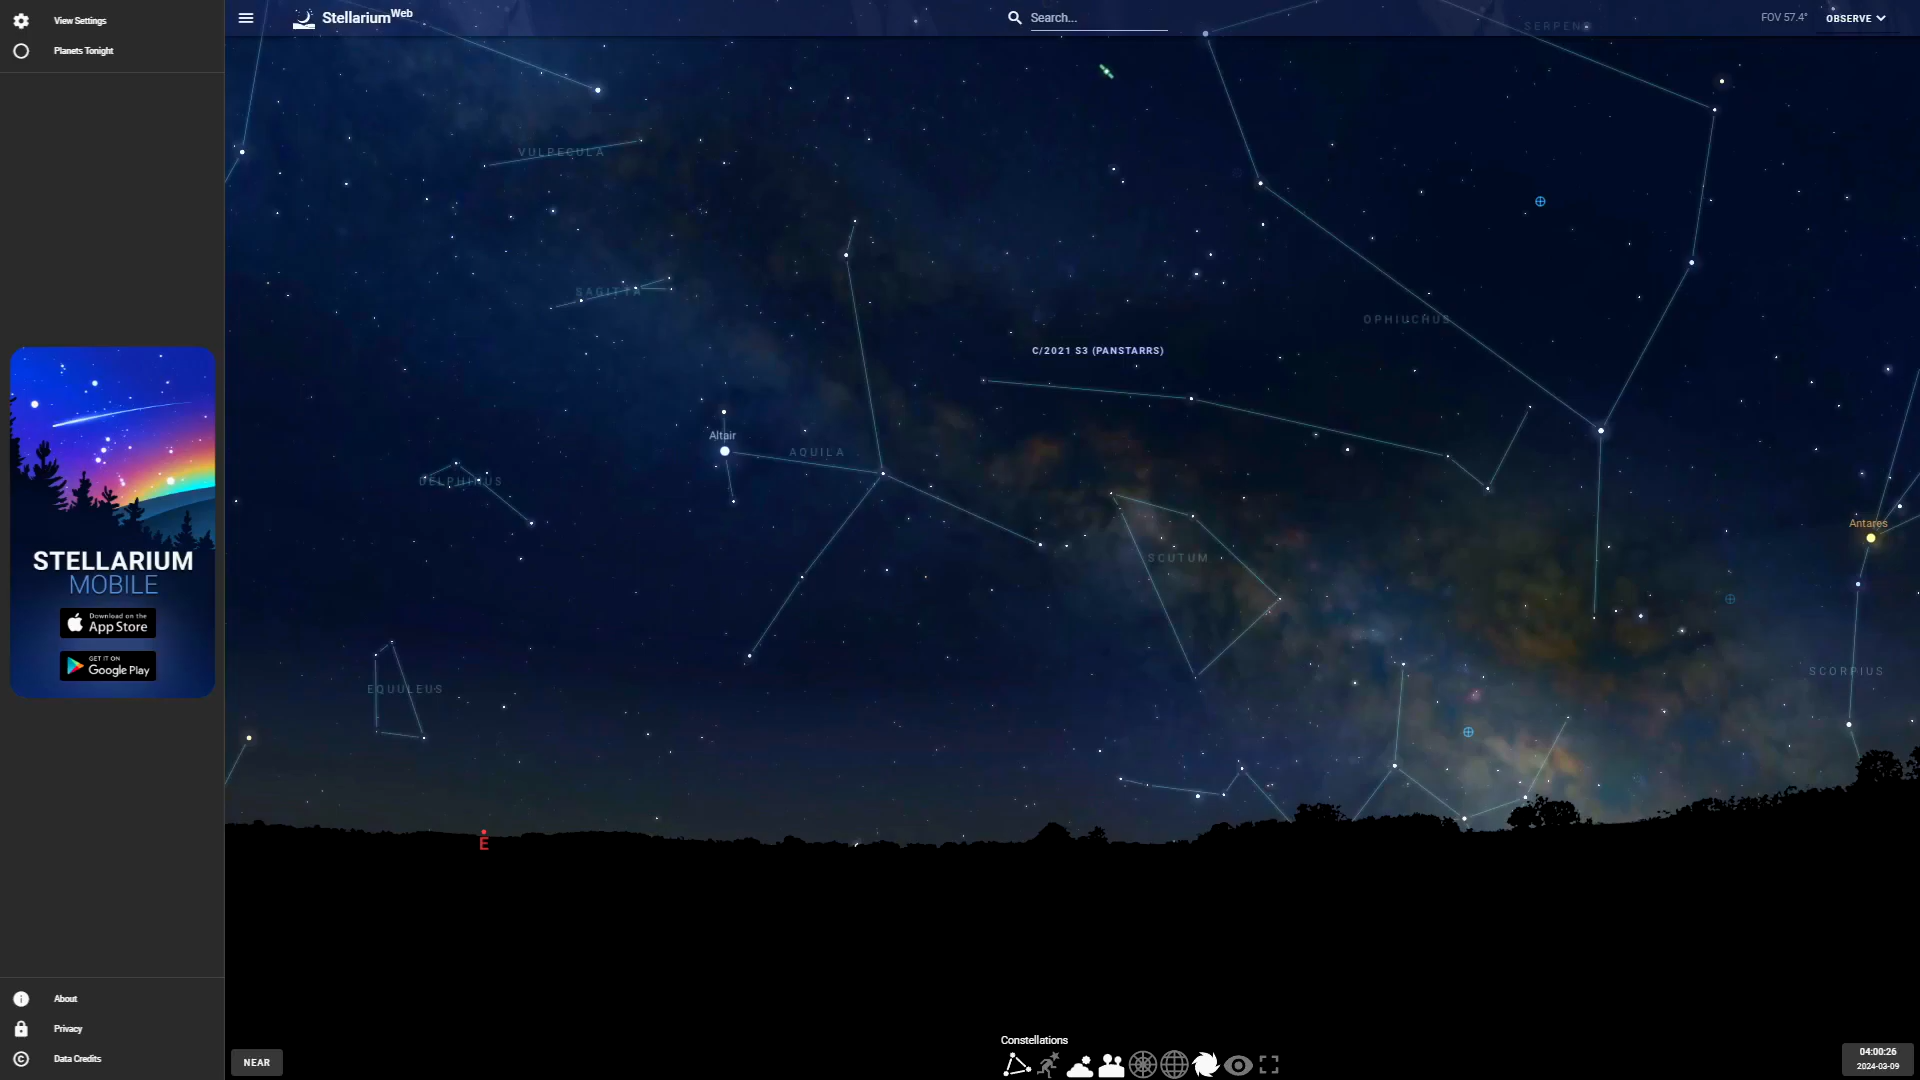 View Settings
Planets Tonight
StellariumWeb
Search...
FOV 57.4°
OBSERVE
SERPENS
VULPECULA
SAGITTA
OPHIUCHUS
C/2021 S3 (PANSTARRS)
Altair
AQUILA
DELPHINUS
Antares
SCUTUM
SCORPIUS
EQUULEUS
E
STELLARIUM
MOBILE
Download on the
App Store
GET IT ON
Google Play
About
Privacy
Data Credits
NEAR
Constellations
04:00:26
2024-03-09